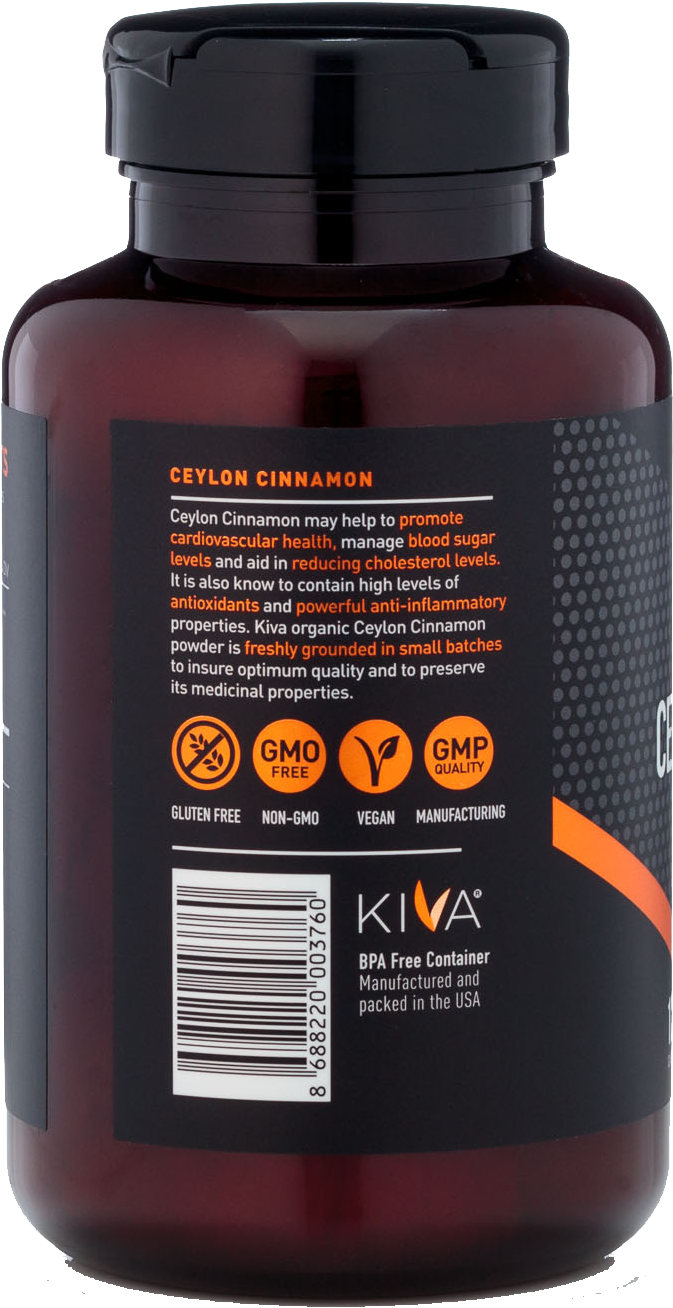 CEYLON CINNAMON
Ceylon Cinnamon may help to promote
cardiovascular health, manage blood sugar
levels and aid in reducing cholesterol levels.
It is also know to contain high levels of
antioxidants and powerful anti-inflammatory
properties. Kiva organic Ceylon Cinnamon
powder is freshly grounded in small batches
to insure optimum quality and to preserve
its medicinal properties.
GMO
FREE
GMP
QUALITY
GLUTEN FREE NON-GMO VEGAN MANUFACTURING
8 688220 003760
KIVA®
BPA Free Container
Manufactured and
packed in the USA